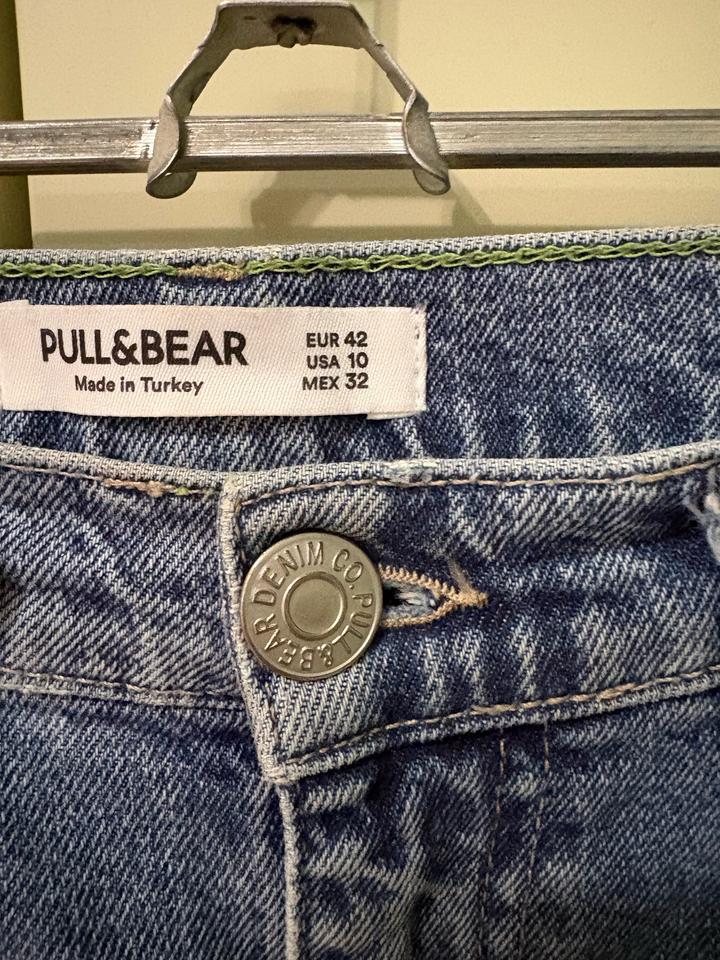 PULL&BEAR
Made in Turkey
EUR 42
USA 10
MEX 32
DENIM CO. PULL&BEAR